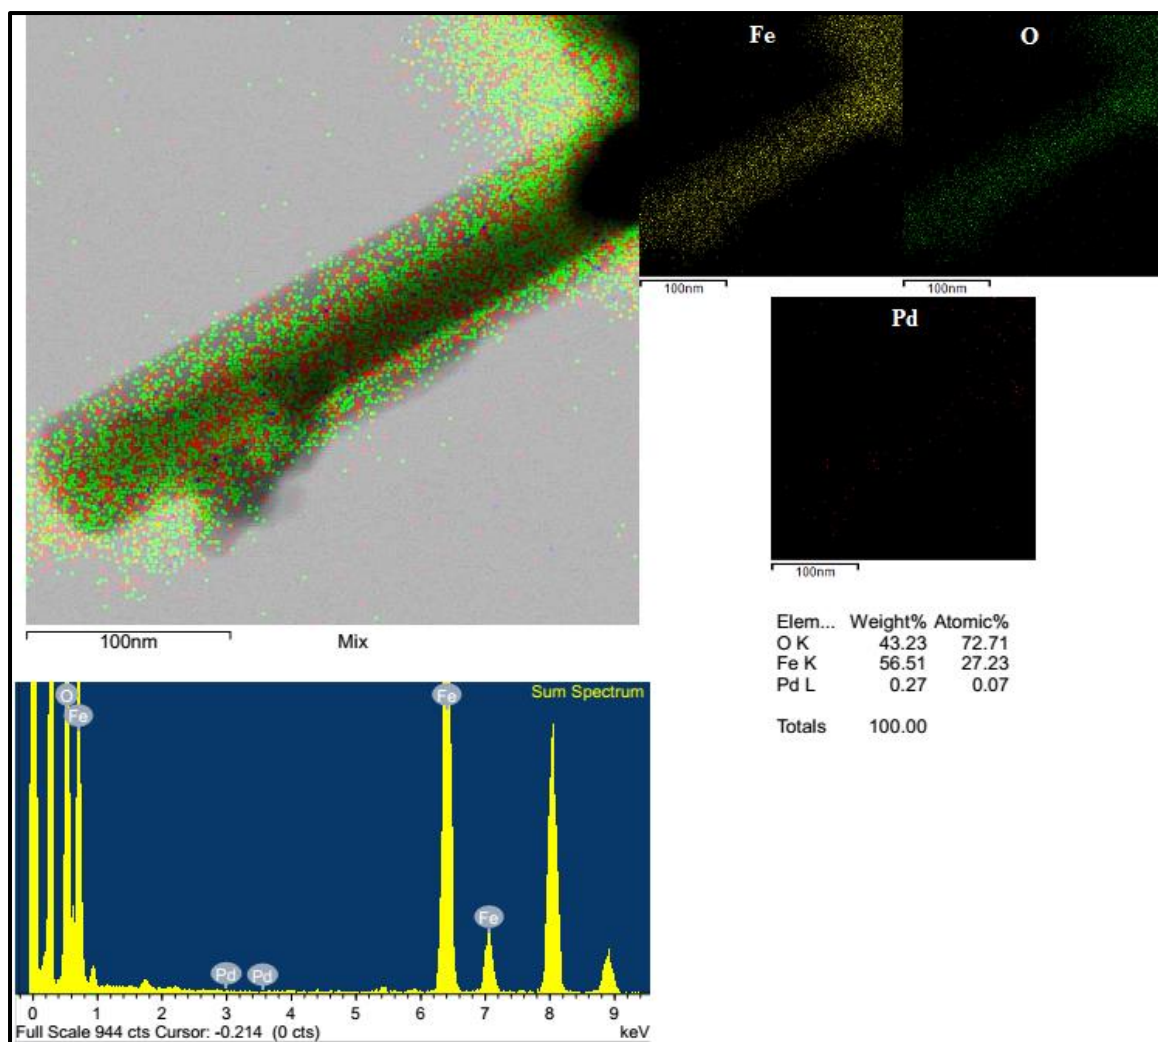 Fe
O
100nm
100nm
Pd
100nm
100nm
Mix
Elem... Weight% Atomic%
O K 43.23 72.71
Fe K 56.51 27.23
Pd L 0.27 0.07
Totals 100.00
Sum Spectrum
O
Fe
Fe
Fe
Pd
Pd
0 1 2 3 4 5 6 7 8 9
Full Scale 944 cts Cursor: -0.214 (0 cts) keV